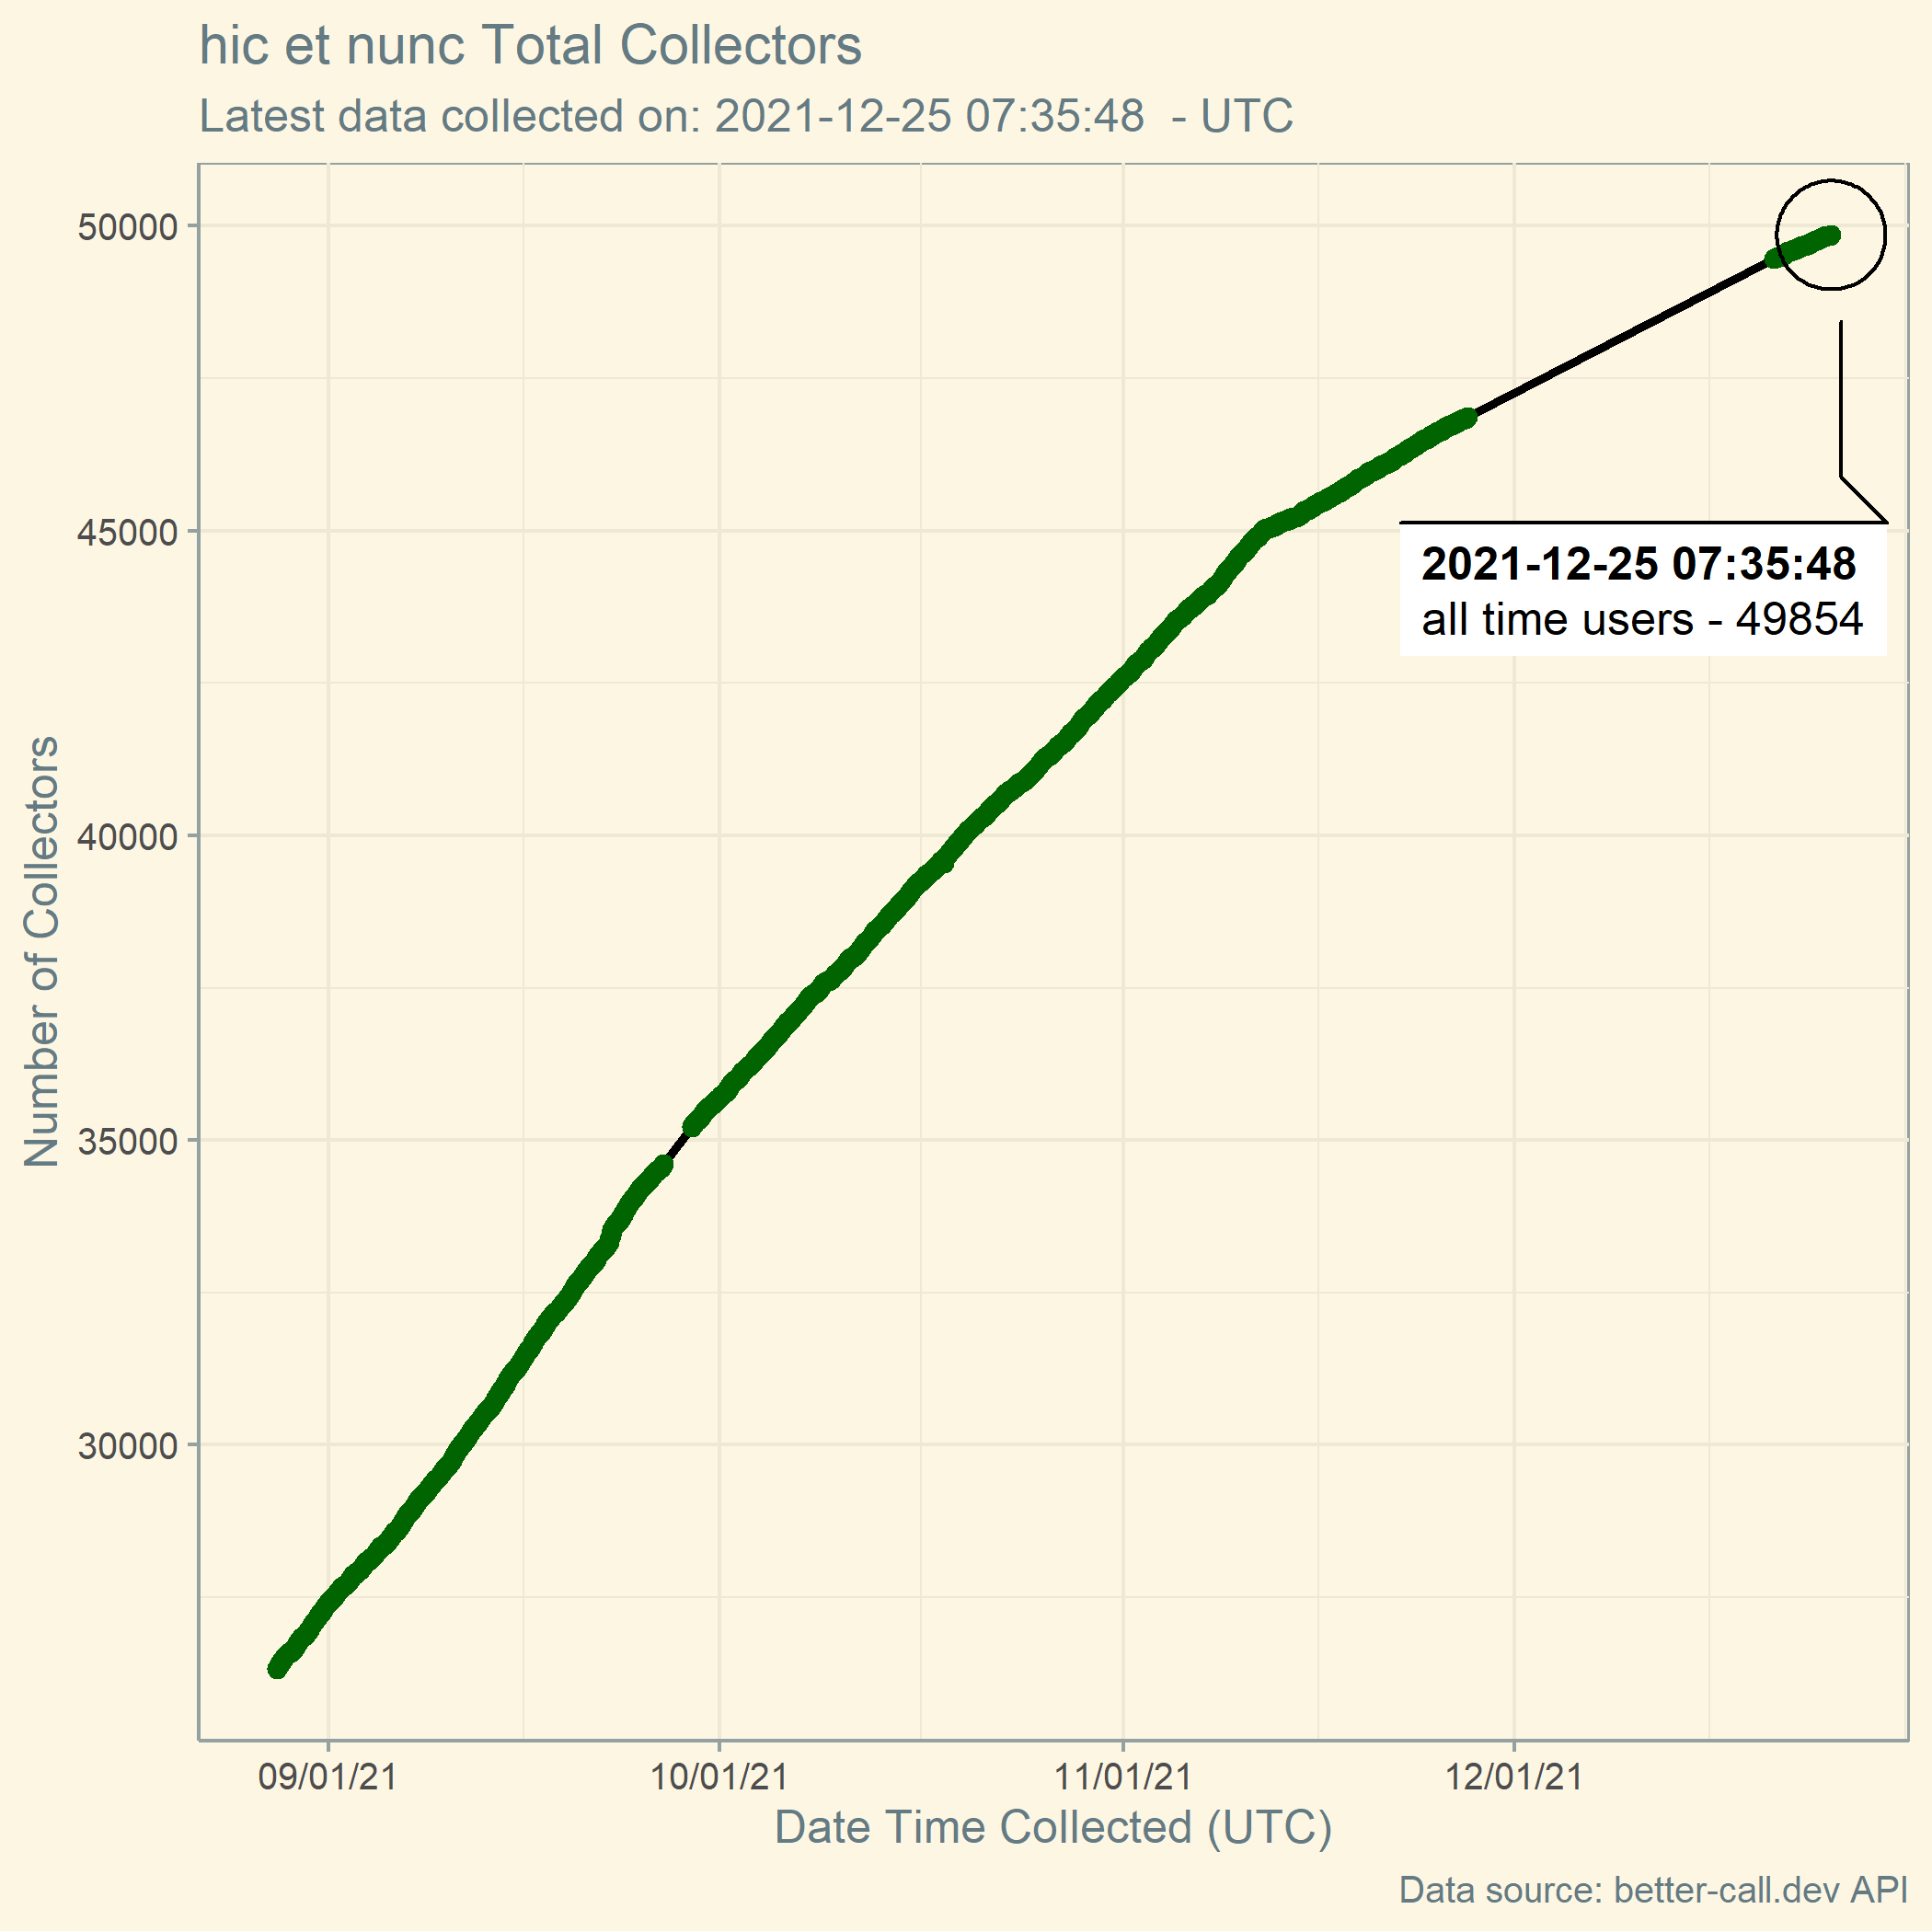 hic et nunc Total Collectors
Latest data collected on: 2021-12-25 07:35:48  - UTC
50000
45000
40000
35000
30000
Number of Collectors
2021-12-25 07:35:48
all time users - 49854
09/01/21 10/01/21 11/01/21 12/01/21
Date Time Collected (UTC)
Data source: better-call.dev API